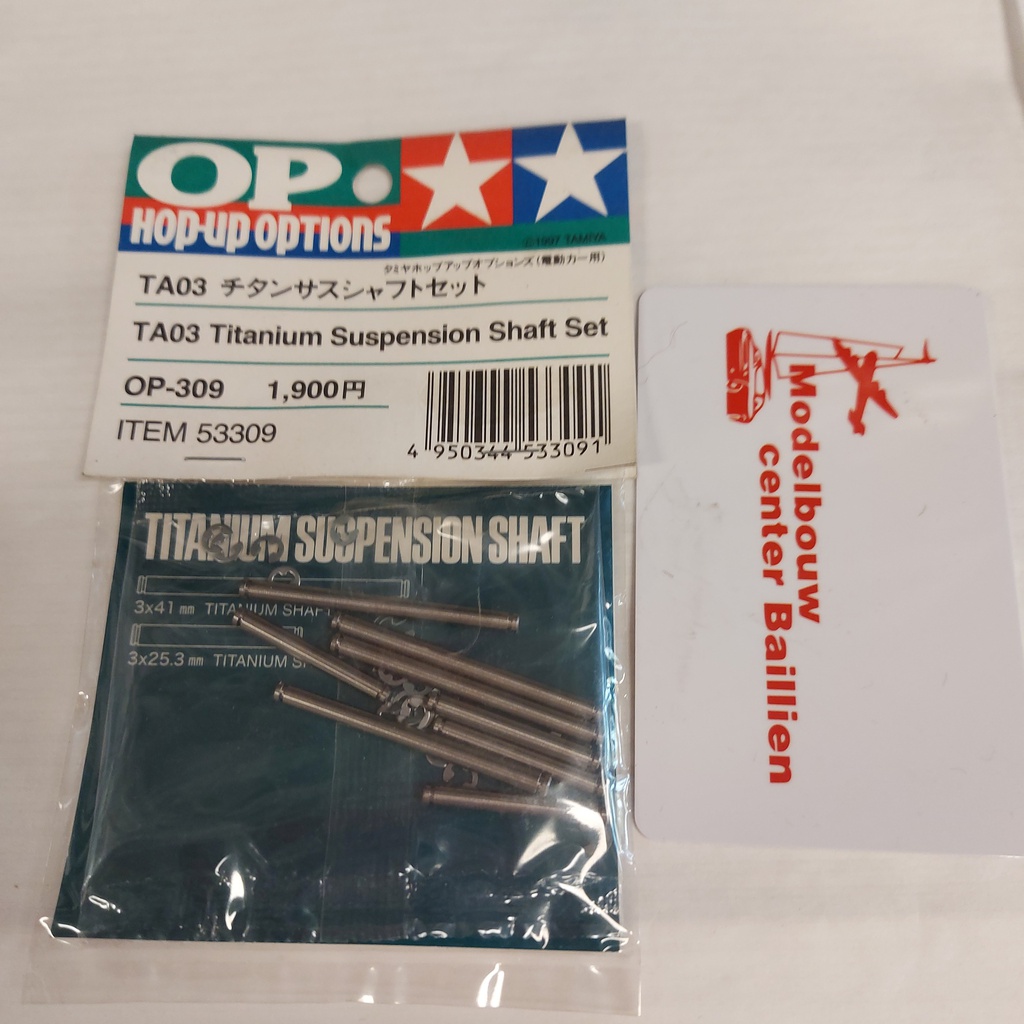 OP.
HOP-UP OPTIONS
©1997 TAMIYA
タミヤホップアップオプションズ(電動カー用)
TA03 チタンサスシャフトセット
TA03 Titanium Suspension Shaft Set
OP-309 1,900円
ITEM 53309
4 950344 533091
TITANIUM SUSPENSION SHAFT
3x41㎜ TITANIUM SHAFT
3x25.3㎜ TITANIUM
Modelbouw
center Baillien